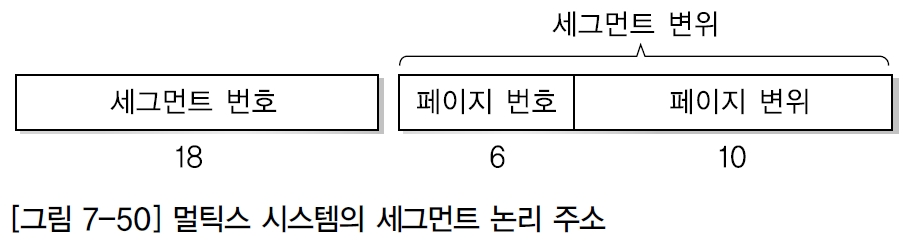 세그먼트 변위
세그먼트 번호 페이지 번호 페이지 변위
18 6 10
[그림 7-50] 멀틱스 시스템의 세그먼트 논리 주소